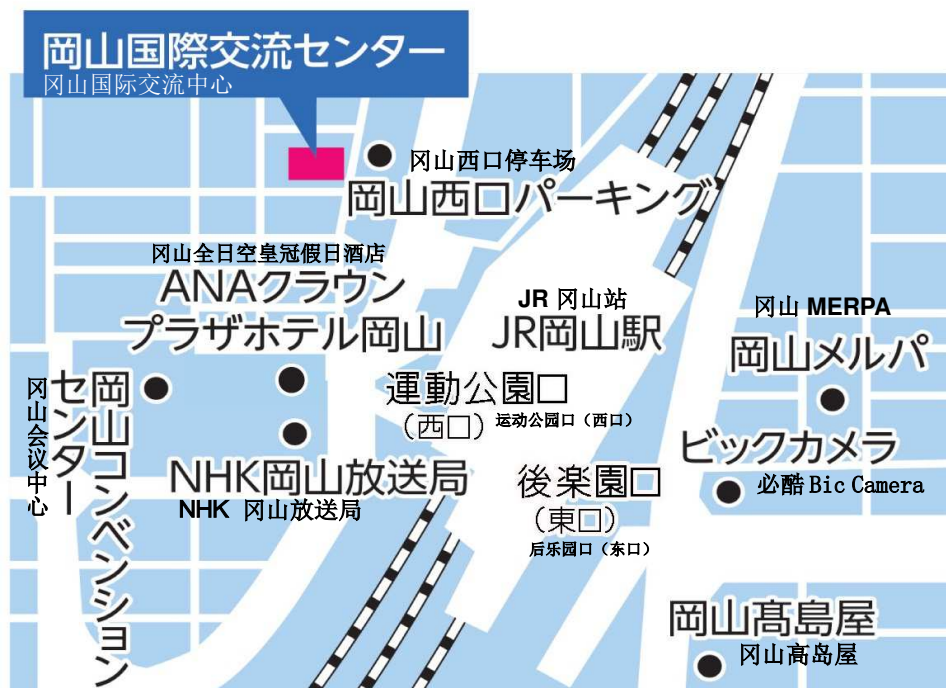 岡山国際交流センター
冈山国际交流中心
冈山西口停车场
岡山西口パーキング
冈山全日空皇冠假日酒店
ANAクラウン
プラザホテル岡山
JR 冈山站
JR岡山駅
冈山 MERPA
岡山メルパ
運動公園口
(西口)
运动公园口（西口）
岡山コンベンション
センター
冈山会议中心
ビックカメラ
必酷 Bic Camera
NHK岡山放送局
NHK 冈山放送局
後楽園口
(東口)
后乐园口（东口）
岡山髙島屋
冈山高岛屋